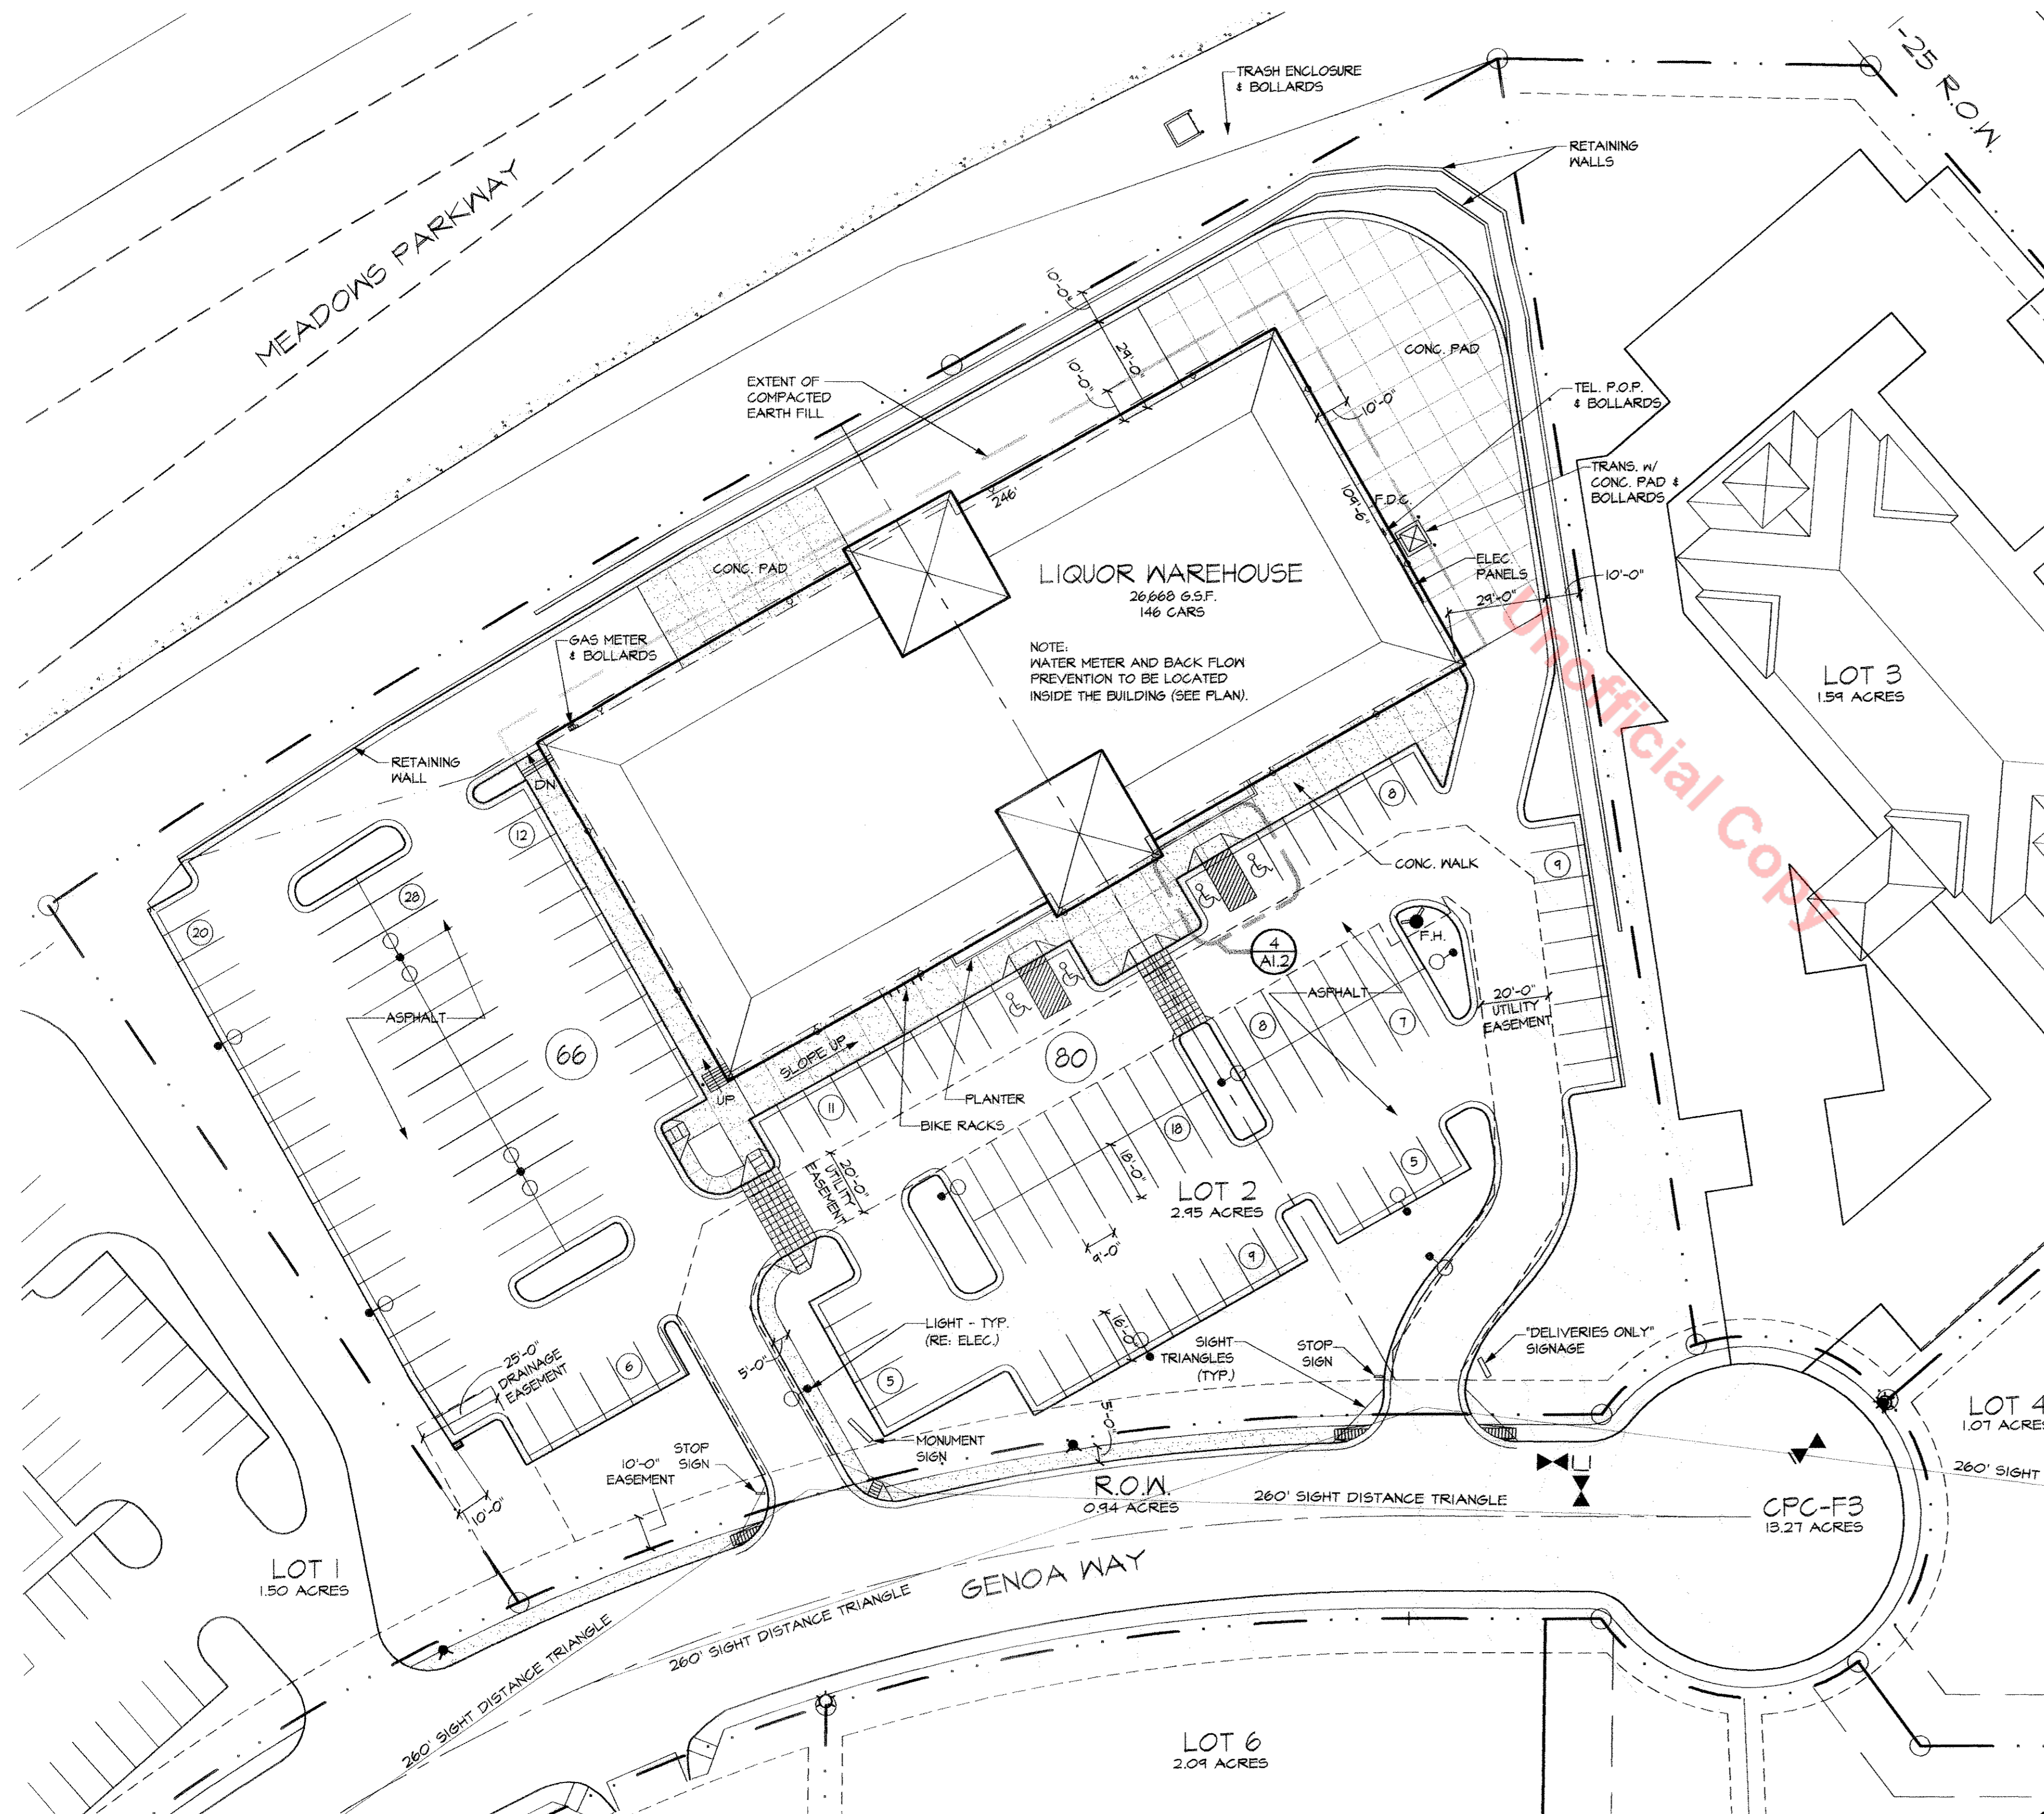 TRASH ENCLOSURE
& BOLLARDS
-25 R.O.W.
RETAINING
WALLS
MEADOWS PARKWAY
10'-0"
29'-0"
10'-0"
CONC. PAD
EXTENT OF
COMPACTED
EARTH FILL
10'-0"
TEL. P.O.P.
& BOLLARDS
246'
TRANS. W/
CONC. PAD &
BOLLARDS
109'-6"
F.D.C.
CONC. PAD
LIQUOR WAREHOUSE
26,668 G.S.F.
146 CARS
ELEC.
PANELS
10'-0"
29'-0"
GAS METER
& BOLLARDS
NOTE:
WATER METER AND BACK FLOW
PREVENTION TO BE LOCATED
INSIDE THE BUILDING (SEE PLAN).
Unofficial Copy
LOT 3
1.59 ACRES
RETAINING
WALL
DN
8
12
CONC. WALK
9
28
20
F.H.
4
A1.2
ASPHALT
ASPHALT
20'-0"
UTILITY
EASEMENT
8
7
66
SLOPE UP
80
UP
11
PLANTER
BIKE RACKS
18
18'-0"
5
20'-0"
UTILITY
EASEMENT
LOT 2
2.95 ACRES
9'-0"
9
LIGHT - TYP.
(RE: ELEC.)
16'-0"
SIGHT
TRIANGLES
(TYP.)
STOP
SIGN
"DELIVERIES ONLY"
SIGNAGE
25'-0"
DRAINAGE
EASEMENT
6
5'-0"
5
LOT 4
1.07 ACRES
5'-0"
MONUMENT
SIGN
STOP
SIGN
10'-0"
EASEMENT
260' SIGHT
R.O.W.
0.94 ACRES
260' SIGHT DISTANCE TRIANGLE
CPC-F3
13.27 ACRES
10'-0"
LOT 1
1.50 ACRES
GENOA WAY
260' SIGHT DISTANCE TRIANGLE
260' SIGHT DISTANCE TRIANGLE
LOT 6
2.09 ACRES